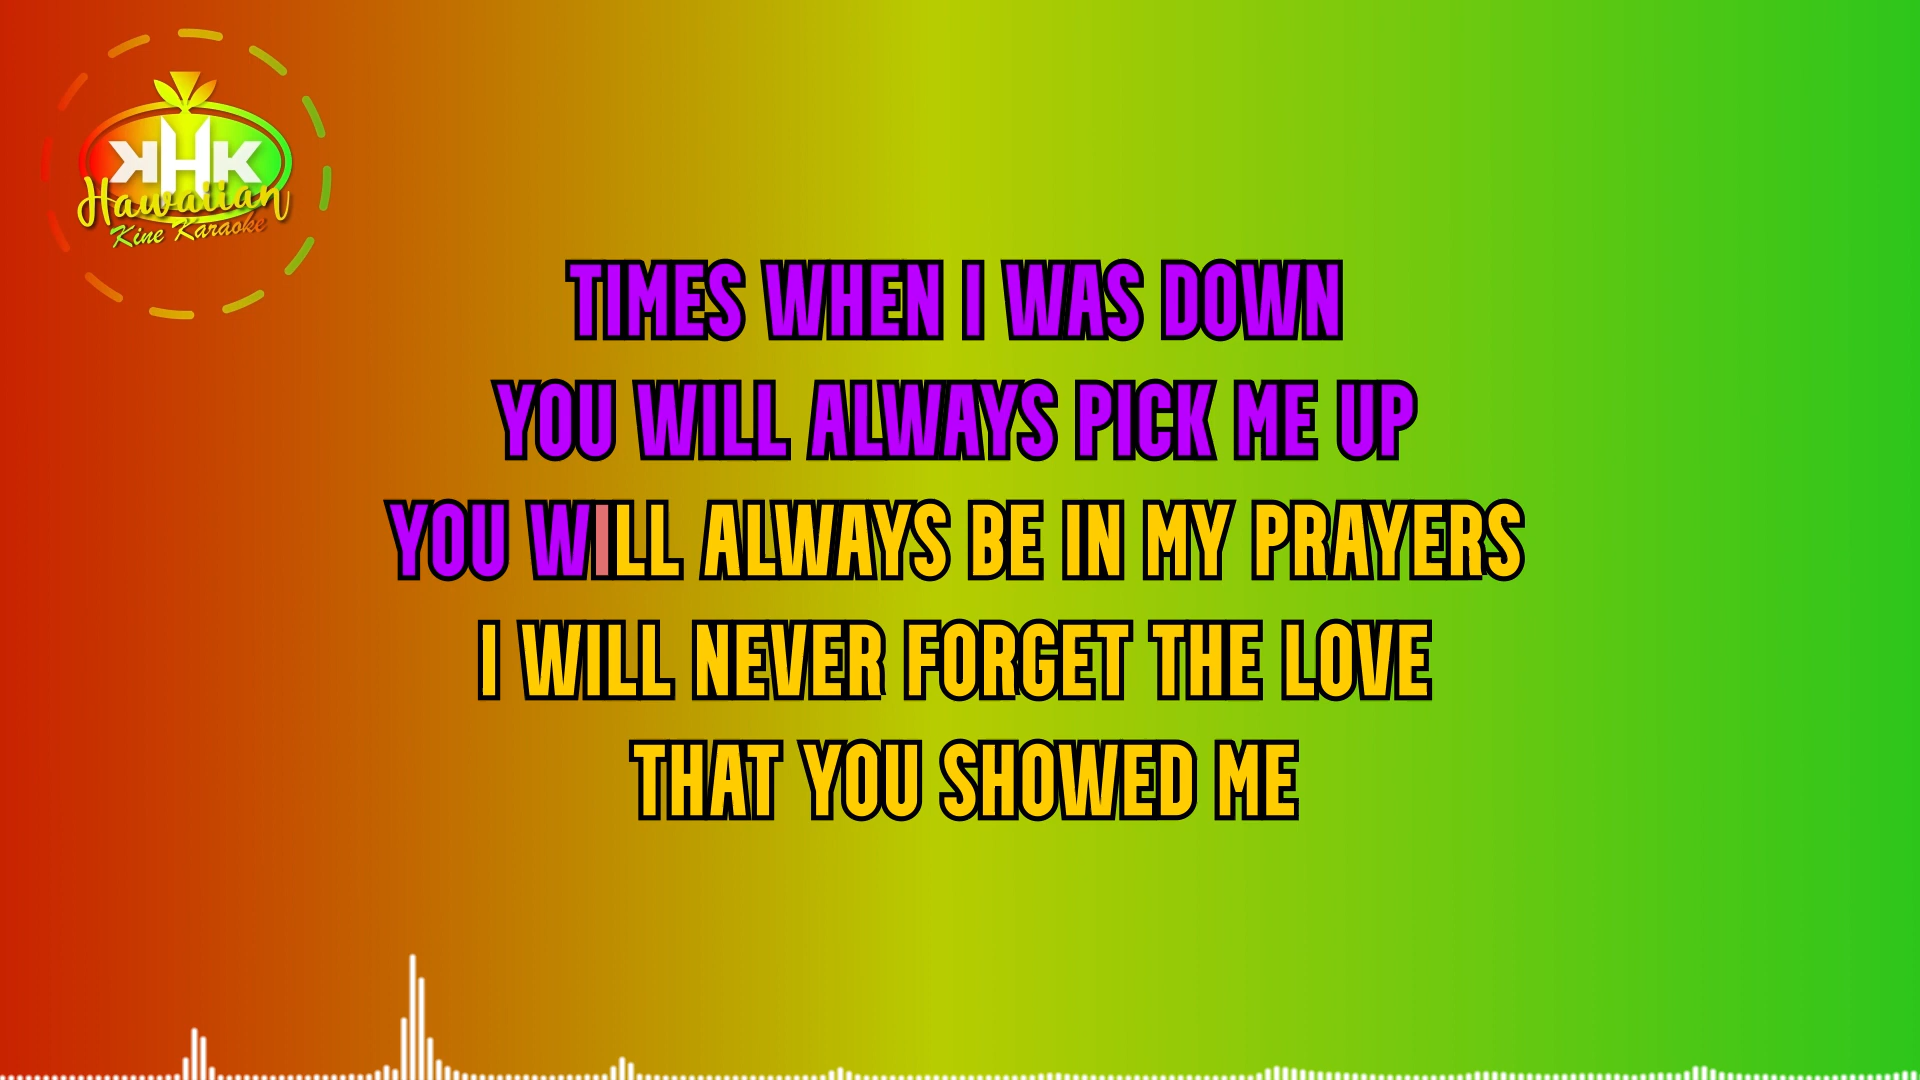 KHK
Hawaiian
Kine Karaoke
TIMES WHEN I WAS DOWN
YOU WILL ALWAYS PICK ME UP
YOU WILL ALWAYS BE IN MY PRAYERS
I WILL NEVER FORGET THE LOVE
THAT YOU SHOWED ME